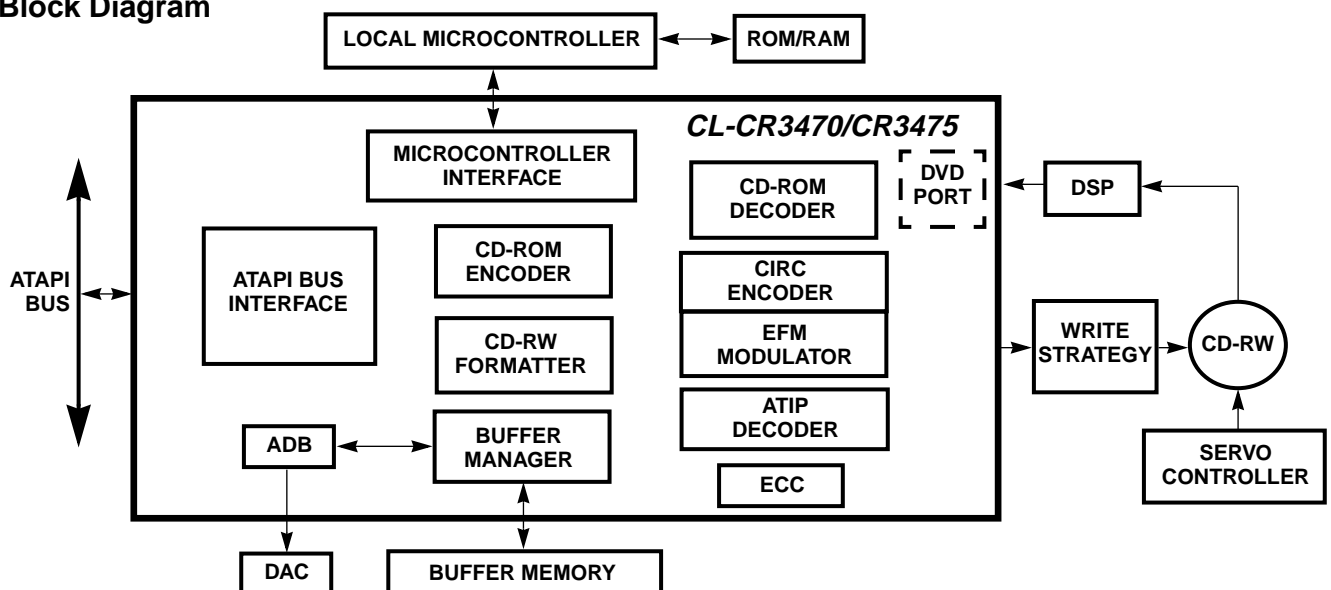 Block Diagram
LOCAL MICROCONTROLLER
ROM/RAM
CL-CR3470/CR3475
MICROCONTROLLER
INTERFACE
CD-ROM
DECODER
DVD
PORT
DSP
ATAPI
BUS
ATAPI BUS
INTERFACE
CD-ROM
ENCODER
CIRC
ENCODER
EFM
MODULATOR
CD-RW
FORMATTER
WRITE
STRATEGY
CD-RW
ATIP
DECODER
ADB
BUFFER
MANAGER
ECC
SERVO
CONTROLLER
DAC
BUFFER MEMORY